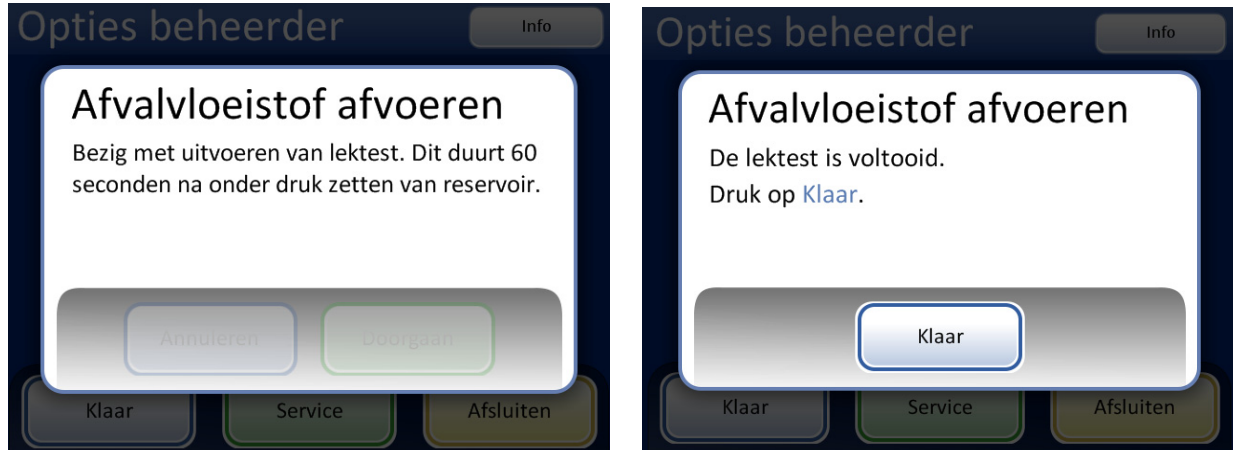 Opties beheerder
Info
Afvalvloeistof afvoeren
Bezig met uitvoeren van lektest. Dit duurt 60
seconden na onder druk zetten van reservoir.
Annuleren
Doorgaan
Klaar
Service
Afsluiten
Opties beheerder
Info
Afvalvloeistof afvoeren
De lektest is voltooid.
Druk op Klaar.
Klaar
Klaar
Service
Afsluiten